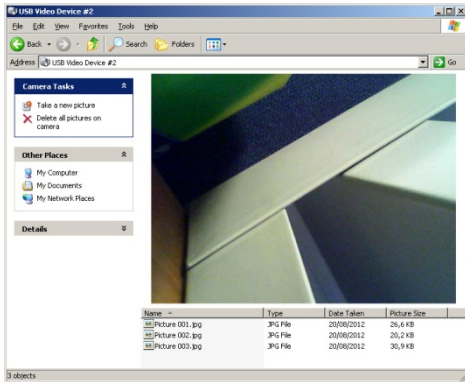 USB Video Device #2
File Edit View Favorites Tools Help
Back Search Folders
Address USB Video Device #2 Go
Camera Tasks
Take a new picture
Delete all pictures on
camera
Other Places
My Computer
My Documents
My Network Places
Details
Name Type Date Taken Picture Size
Picture 001.jpg JPG File 20/08/2012 26,6 KB
Picture 002.jpg JPG File 20/08/2012 20,2 KB
Picture 003.jpg JPG File 20/08/2012 30,9 KB
3 objects